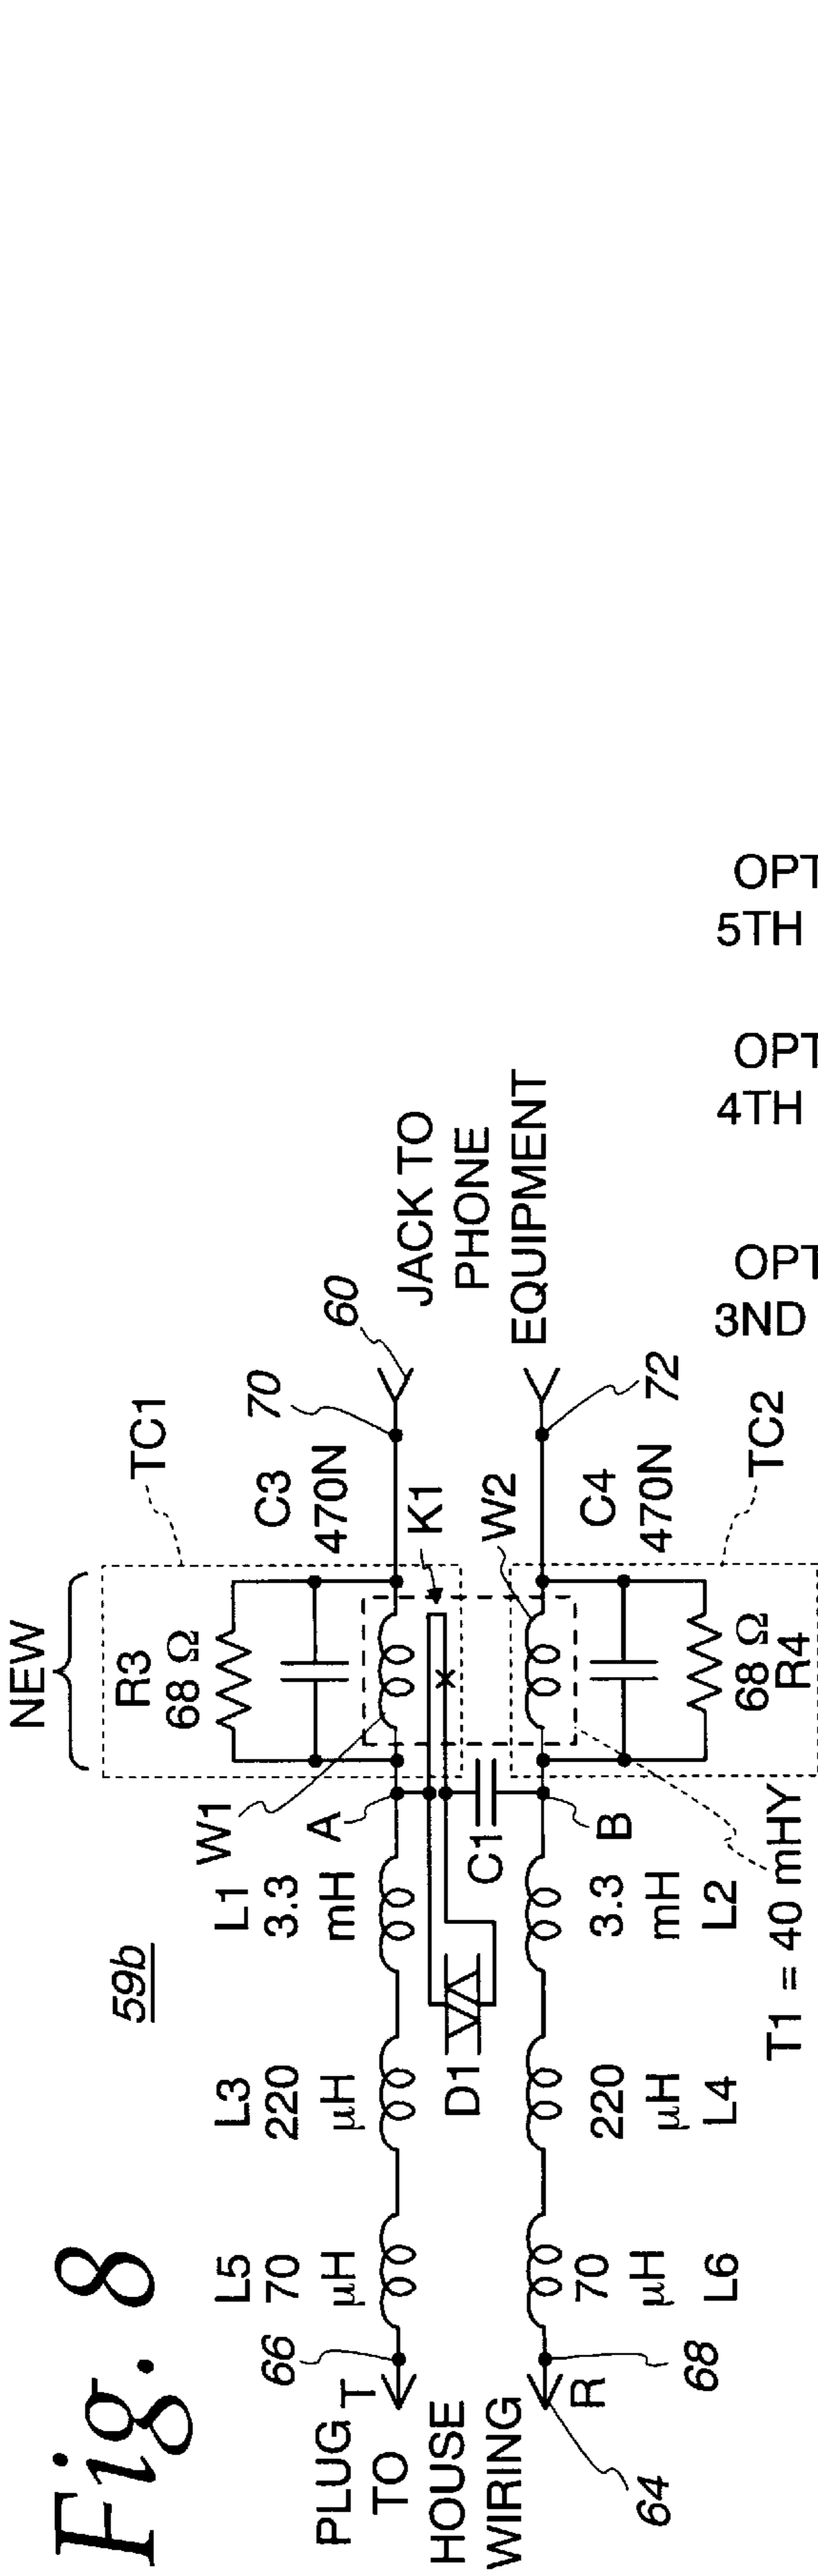 Fig. 8
59b
NEW
TC1
R3
68 Ω
C3
470N
W1
L5
70
μH
L3
220
μH
L1
3.3
mH
A
K1
70
60
66
PLUG
TO
HOUSE
WIRING
T
R
64
68
D1
C1
B
W2
JACK TO
PHONE
EQUIPMENT
72
70
μH
L6
220
μH
L4
3.3
mH
L2
C4
470N
68 Ω
R4
TC2
T1 = 40 mHY
OPT
3ND
OPT
4TH
OPT
5TH